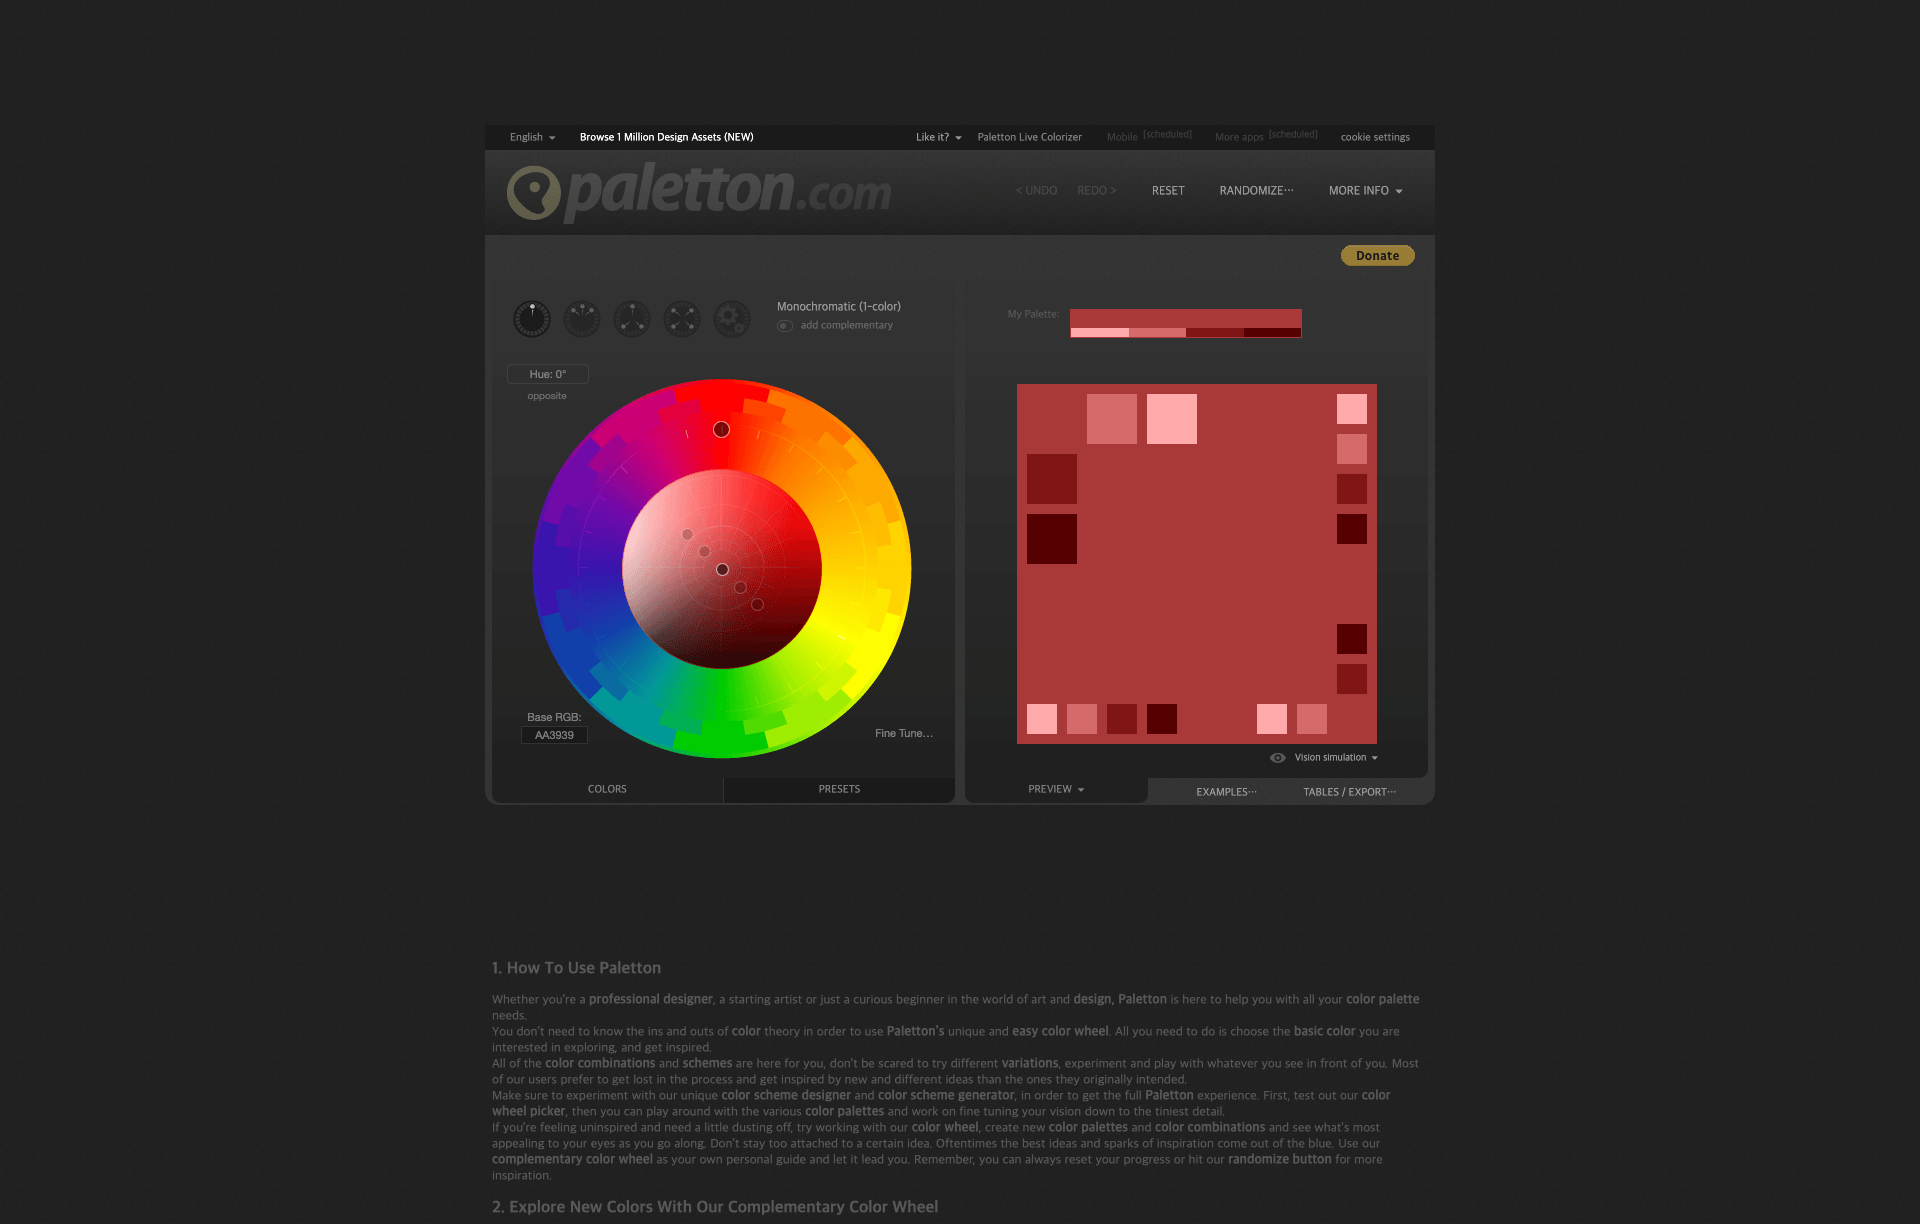 English
Browse 1 Million Design Assets (NEW)
Like it?
Paletton Live Colorizer
Mobile [scheduled]
More apps [scheduled]
cookie settings
paletton.com
< UNDO
REDO >
RESET
RANDOMIZE...
MORE INFO
Donate
Monochromatic (1-color)
add complementary
My Palette:
Hue: 0°
opposite
Base RGB:
AA3939
Fine Tune...
Vision simulation
COLORS
PRESETS
PREVIEW
EXAMPLES...
TABLES / EXPORT...
1. How To Use Paletton
Whether you're a professional designer, a starting artist or just a curious beginner in the world of art and design, Paletton is here to help you with all your color palette
needs.
You don't need to know the ins and outs of color theory in order to use Paletton's unique and easy color wheel. All you need to do is choose the basic color you are
interested in exploring, and get inspired.
All of the color combinations and schemes are here for you, don't be scared to try different variations, experiment and play with whatever you see in front of you. Most
of our users prefer to get lost in the process and get inspired by new and different ideas than the ones they originally intended.
Make sure to experiment with our unique color scheme designer and color scheme generator, in order to get the full Paletton experience. First, test out our color
wheel picker, then you can play around with the various color palettes and work on fine tuning your vision down to the tiniest detail.
If you're feeling uninspired and need a little dusting off, try working with our color wheel, create new color palettes and color combinations and see what's most
appealing to your eyes as you go along. Don't stay too attached to a certain idea. Oftentimes the best ideas and sparks of inspiration come out of the blue. Use our
complementary color wheel as your own personal guide and let it lead you. Remember, you can always reset your progress or hit our randomize button for more
inspiration.
2. Explore New Colors With Our Complementary Color Wheel